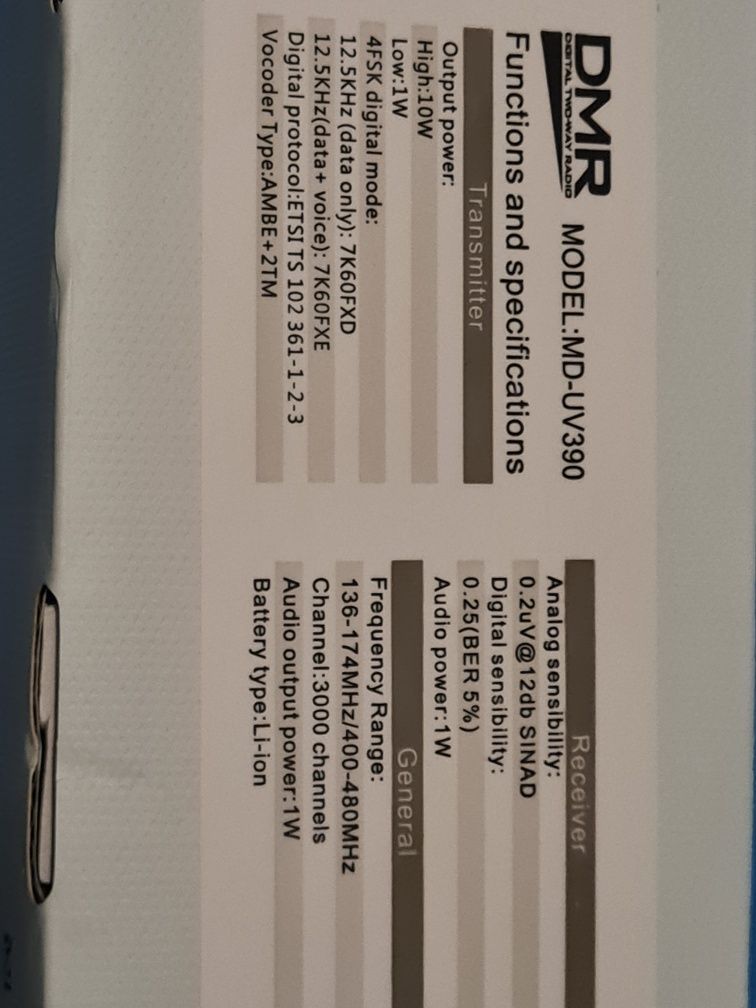 DMR
DIGITAL TWO-WAY RADIO
MODEL:MD-UV390
Functions and specifications
Transmitter
Output power:
High:10W
Low:1W
4FSK digital mode:
12.5KHz (data only): 7K60FXD
12.5KHz(data+ voice): 7K60FXE
Digital protocol:ETSI TS 102 361-1-2-3
Vocoder Type:AMBE+2TM
Receiver
Analog sensibility:
0.2uV@12db SINAD
Digital sensibility:
0.25(BER 5%)
Audio power:1W
General
Frequency Range:
136-174MHz/400-480MHz
Channel:3000 channels
Audio output power:1W
Battery type:Li-ion